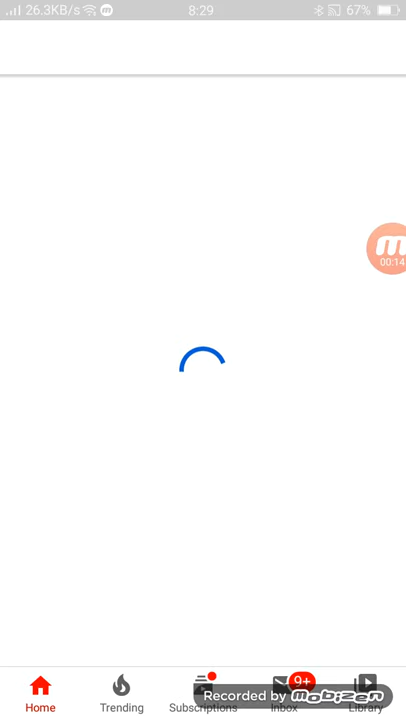 26.3KB/s 8:29 67%
00:14
9+
Recorded by mobizen
Home Trending Subscriptions Inbox Library